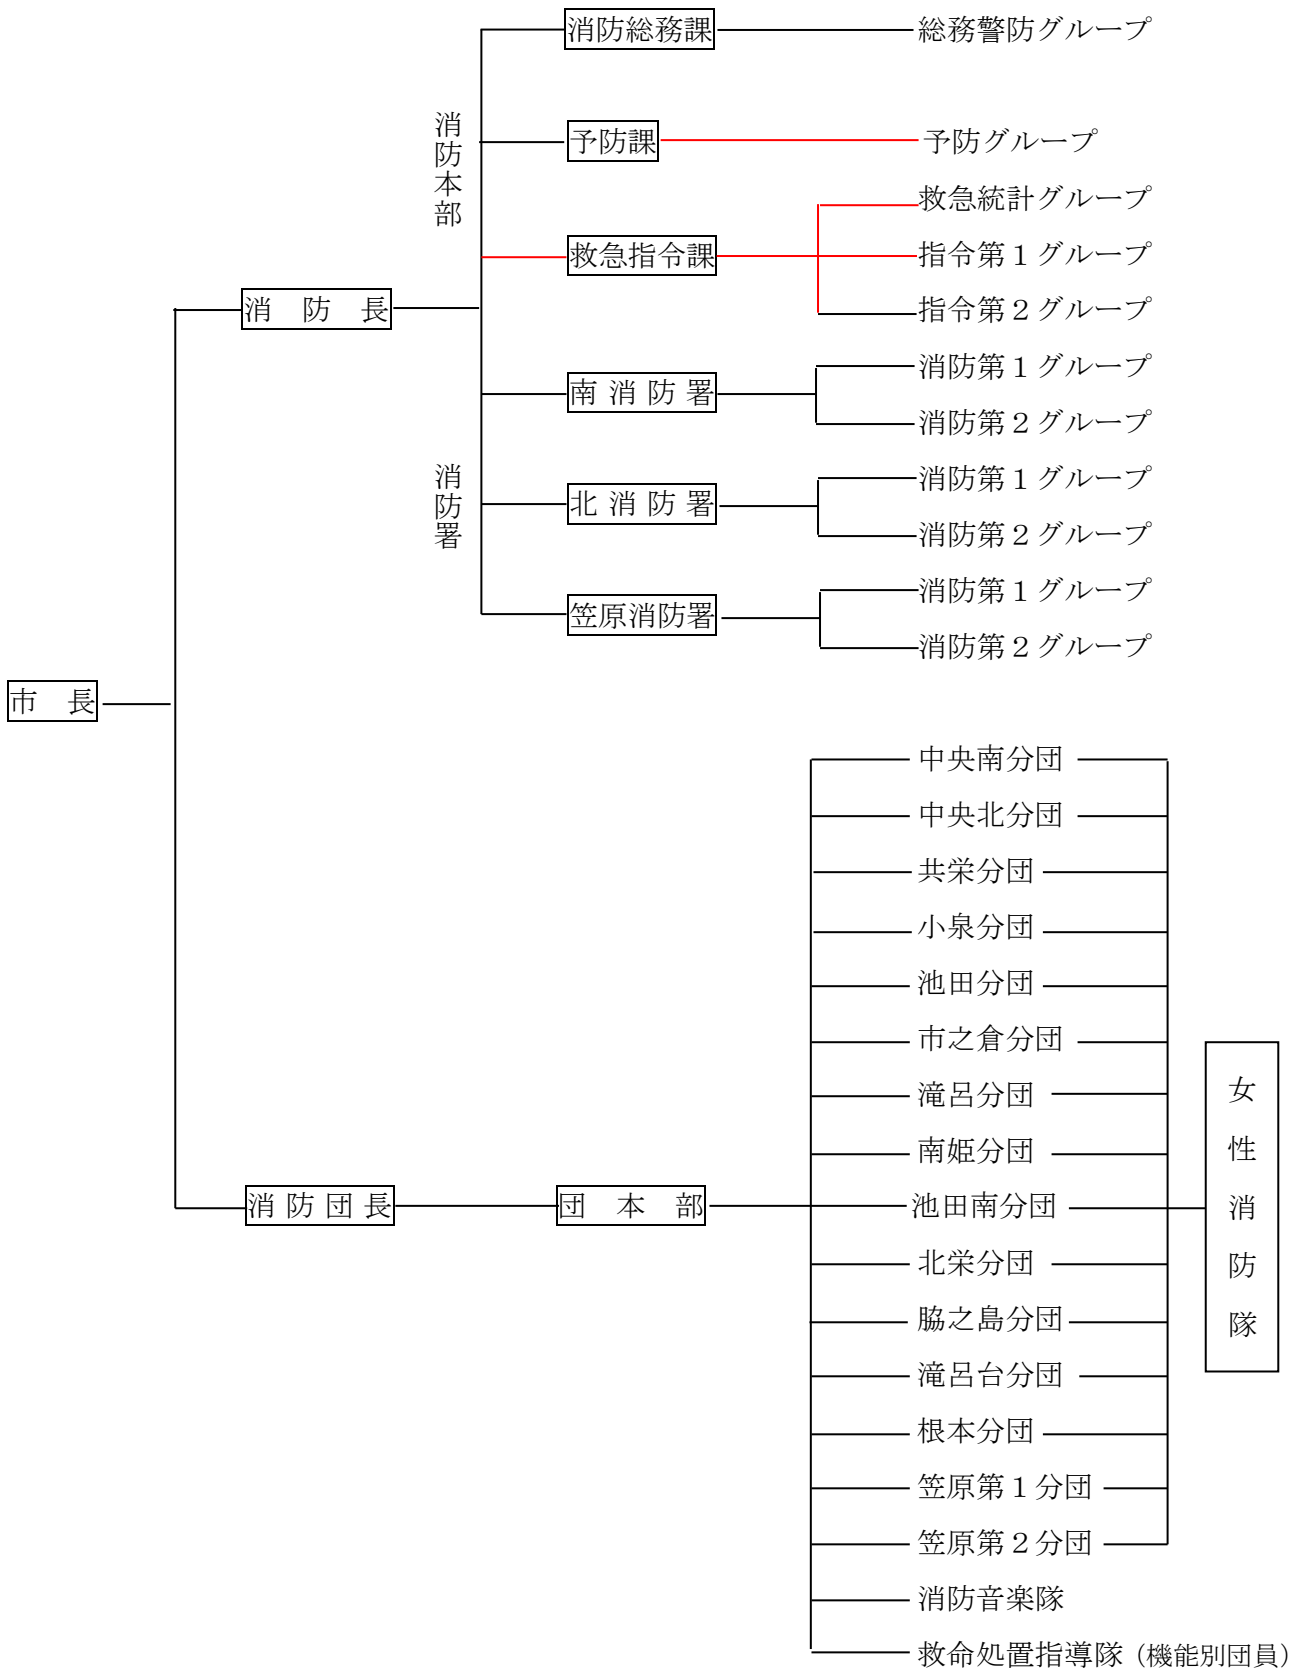 消防総務課
総務警防グループ
消防本部
予防課
予防グループ
救急統計グループ
救急指令課
指令第１グループ
指令第２グループ
消　防　長
消防第１グループ
南 消 防 署
消防第２グループ
消防署
消防第１グループ
北 消 防 署
消防第２グループ
消防第１グループ
笠原消防署
消防第２グループ
市　長
中央南分団
中央北分団
共栄分団
小泉分団
池田分団
市之倉分団
滝呂分団
南姫分団
消 防 団 長
団　本　部
池田南分団
女性消防隊
北栄分団
脇之島分団
滝呂台分団
根本分団
笠原第１分団
笠原第２分団
消防音楽隊
救命処置指導隊（機能別団員）